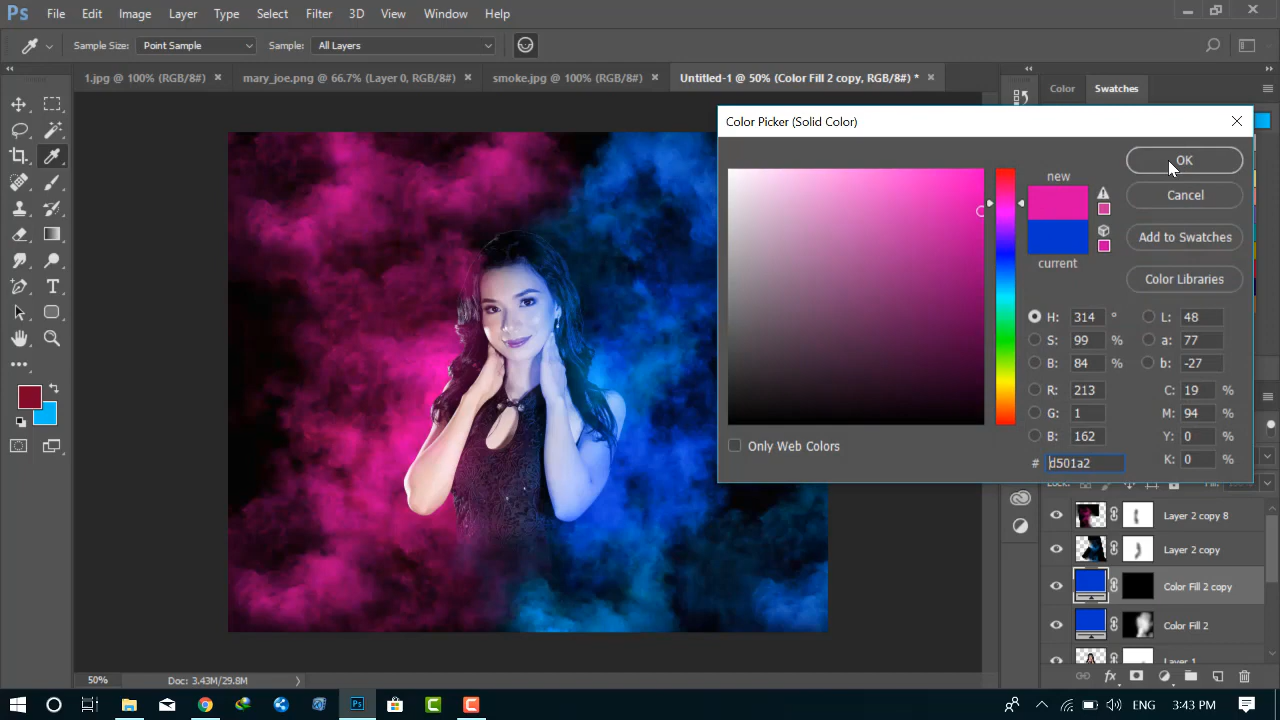 Ps File Edit Image Layer Type Select Filter 3D View Window Help
Sample Size: Point Sample Sample: All Layers
1.jpg @ 100% (RGB/8#) × mary_joe.png @ 66.7% (Layer 0, RGB/8#) × smoke.jpg @ 100% (RGB/8#) × Untitled-1 @ 50% (Color Fill 2 copy, RGB/8#) * ×
Color Swatches
Color Picker (Solid Color)
OK
new
Cancel
Add to Swatches
current
Color Libraries
H: 314 ° L: 48
S: 99 % a: 77
B: 84 % b: -27
R: 213 C: 19 %
G: 1 M: 94 %
B: 162 Y: 0 %
Only Web Colors
# d501a2 K: 0 %
Lock: Fill:
Layer 2 copy 8
Layer 2 copy
Color Fill 2 copy
Color Fill 2
Layer 1
50% Doc: 3.43M/29.8M
fx
ENG 3:43 PM